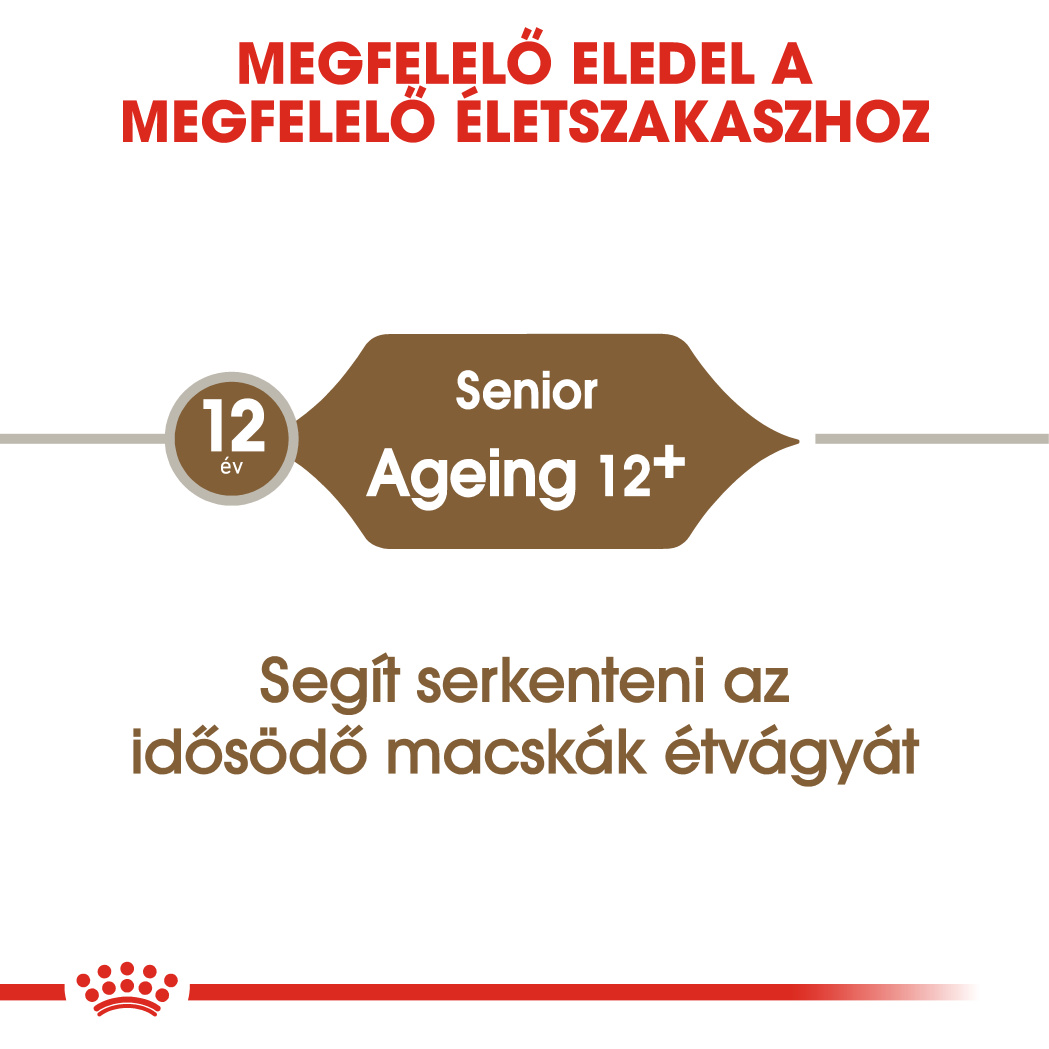 MEGFELELŐ ELEDEL A
MEGFELELŐ ÉLETSZAKASZHOZ
Senior
12
év
Ageing 12+
Segít serkenteni az
idősödő macskák étvágyát